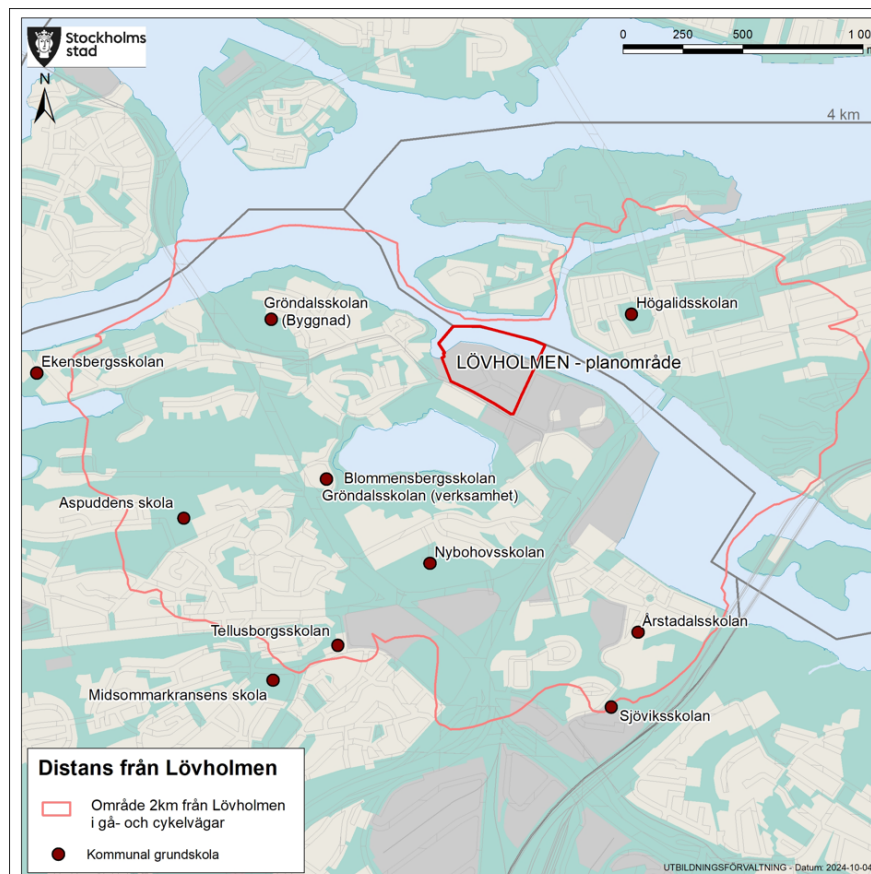 Stockholms
stad
N
0 250 500 1 00
m
4 km
Gröndalsskolan
(Byggnad)
Högalidsskolan
Ekensbergsskolan
LÖVHOLMEN - planområde
Blommensbergsskolan
Gröndalsskolan (verksamhet)
Aspuddens skola
Nybohovsskolan
Årstadalsskolan
Tellusborgsskolan
Midsommarkransens skola
Sjöviksskolan
Distans från Lövholmen
Område 2km från Lövholmen
i gå- och cykelvägar
Kommunal grundskola
UTBILDNINGSFÖRVALTNING - Datum: 2024-10-04